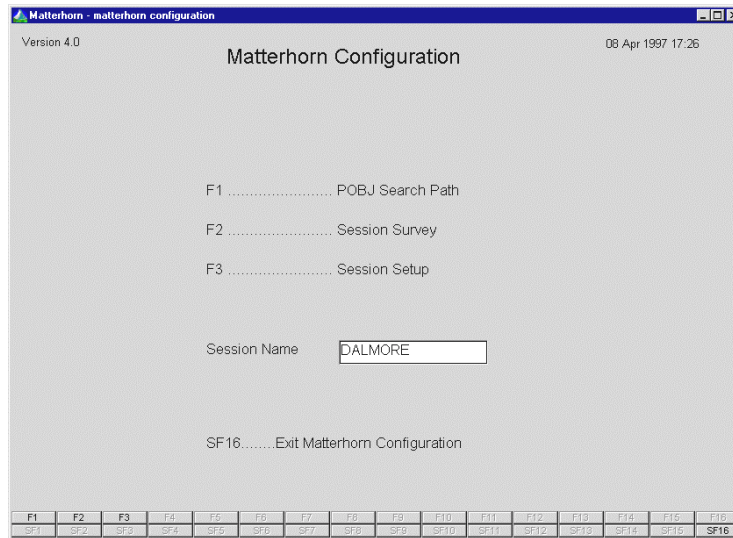 Matterhorn - matterhorn configuration
Version 4.0
Matterhorn Configuration
08 Apr 1997 17:26
F1 ........................ POBJ Search Path
F2 ........................ Session Survey
F3 ........................ Session Setup
Session Name DALMORE
SF16........Exit Matterhorn Configuration
F1 F2 F3 F4 F5 F6 F7 F8 F9 F10 F11 F12 F13 F14 F15 F16
SF1 SF2 SF3 SF4 SF5 SF6 SF7 SF8 SF9 SF10 SF11 SF12 SF13 SF14 SF15 SF16